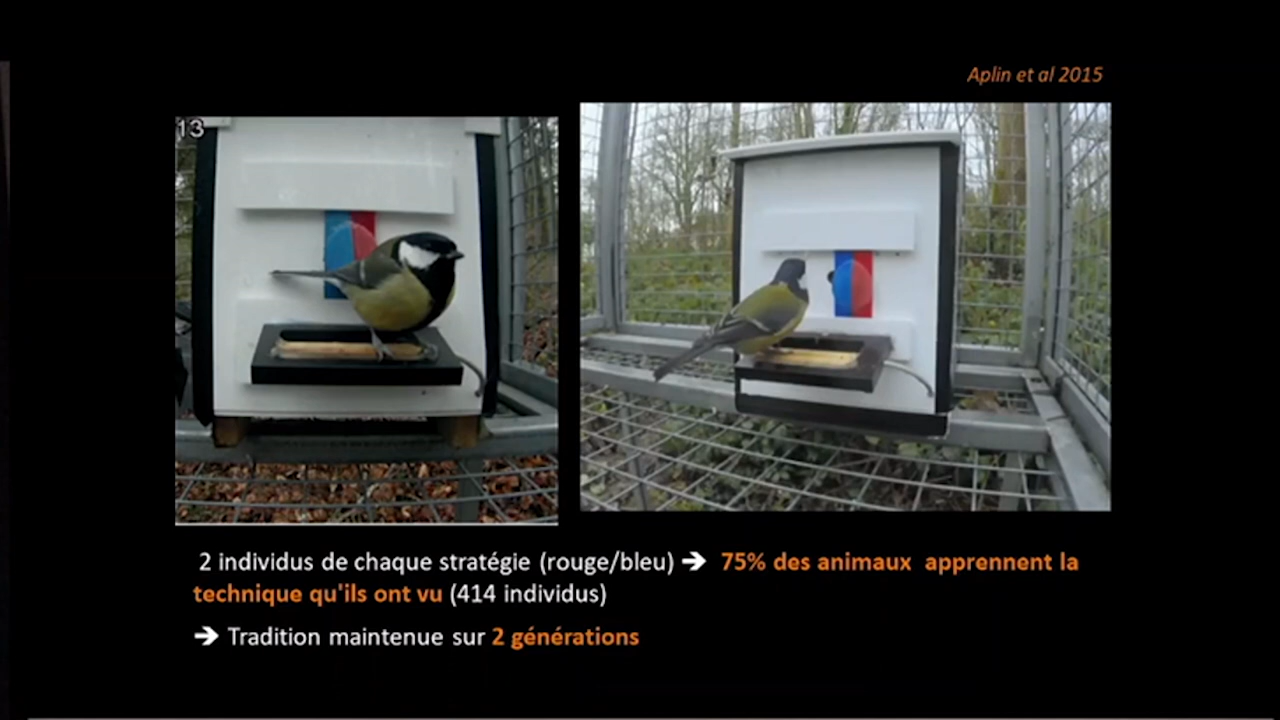 Aplin et al 2015
13
2 individus de chaque stratégie (rouge/bleu) ➔ 75% des animaux apprennent la
technique qu'ils ont vu (414 individus)
➔ Tradition maintenue sur 2 générations